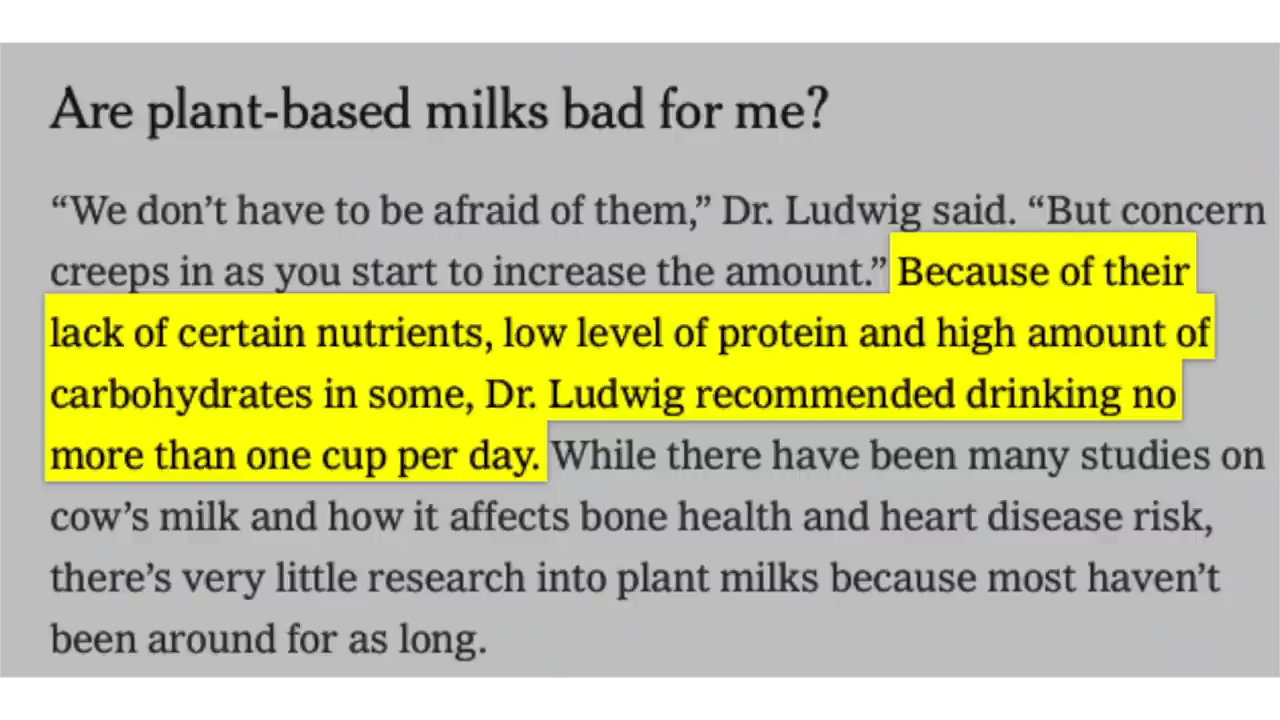 Are plant-based milks bad for me?
“We don’t have to be afraid of them,” Dr. Ludwig said. “But concern
creeps in as you start to increase the amount.” Because of their
lack of certain nutrients, low level of protein and high amount of
carbohydrates in some, Dr. Ludwig recommended drinking no
more than one cup per day. While there have been many studies on
cow’s milk and how it affects bone health and heart disease risk,
there’s very little research into plant milks because most haven’t
been around for as long.